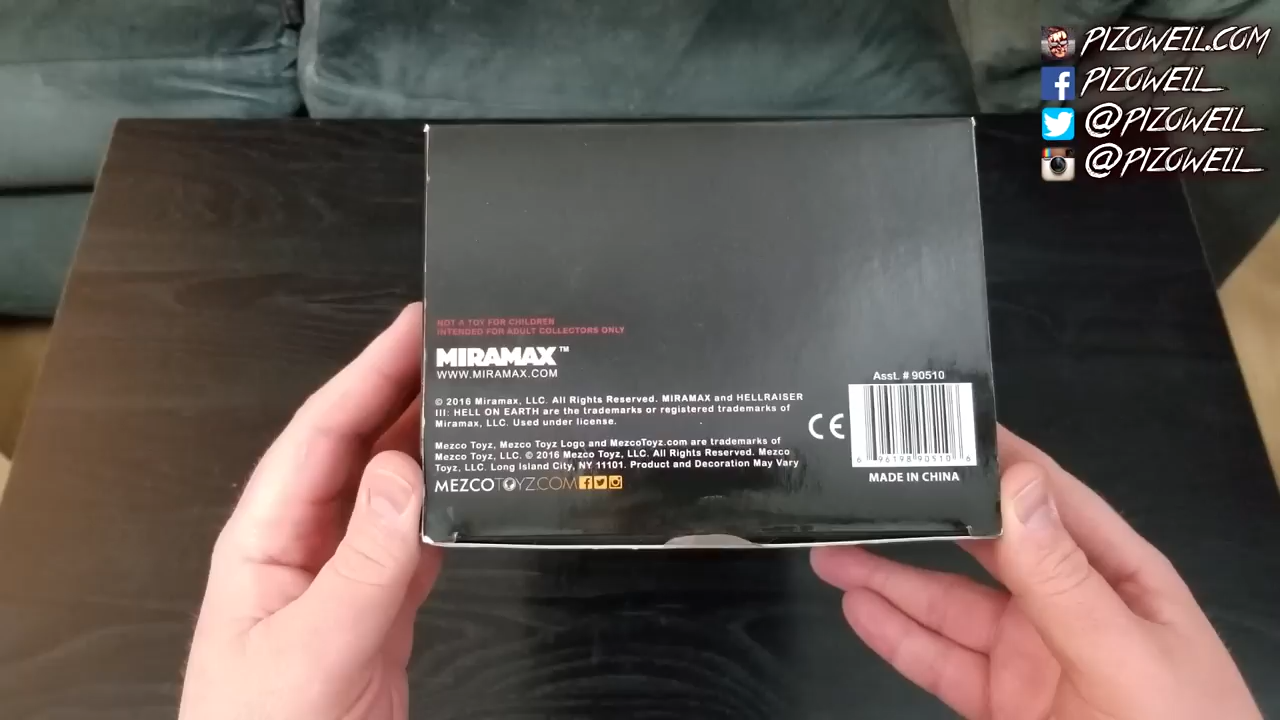 PIZOWELL.COM
PIZOWELL
@PIZOWELL
@PIZOWELL
NOT A TOY FOR CHILDREN
INTENDED FOR ADULT COLLECTORS ONLY
MIRAMAX™
WWW.MIRAMAX.COM
© 2016 Miramax, LLC. All Rights Reserved. MIRAMAX and HELLRAISER
III: HELL ON EARTH are the trademarks or registered trademarks of
Miramax, LLC. Used under license.
Mezco Toyz, Mezco Toyz Logo and MezcoToyz.com are trademarks of
Mezco Toyz, LLC. © 2016 Mezco Toyz, LLC. All Rights Reserved. Mezco
Toyz, LLC. Long Island City, NY 11101. Product and Decoration May Vary
MEZCOTOYZ.COM
CE
Asst. # 90510
6 96198 90510 6
MADE IN CHINA